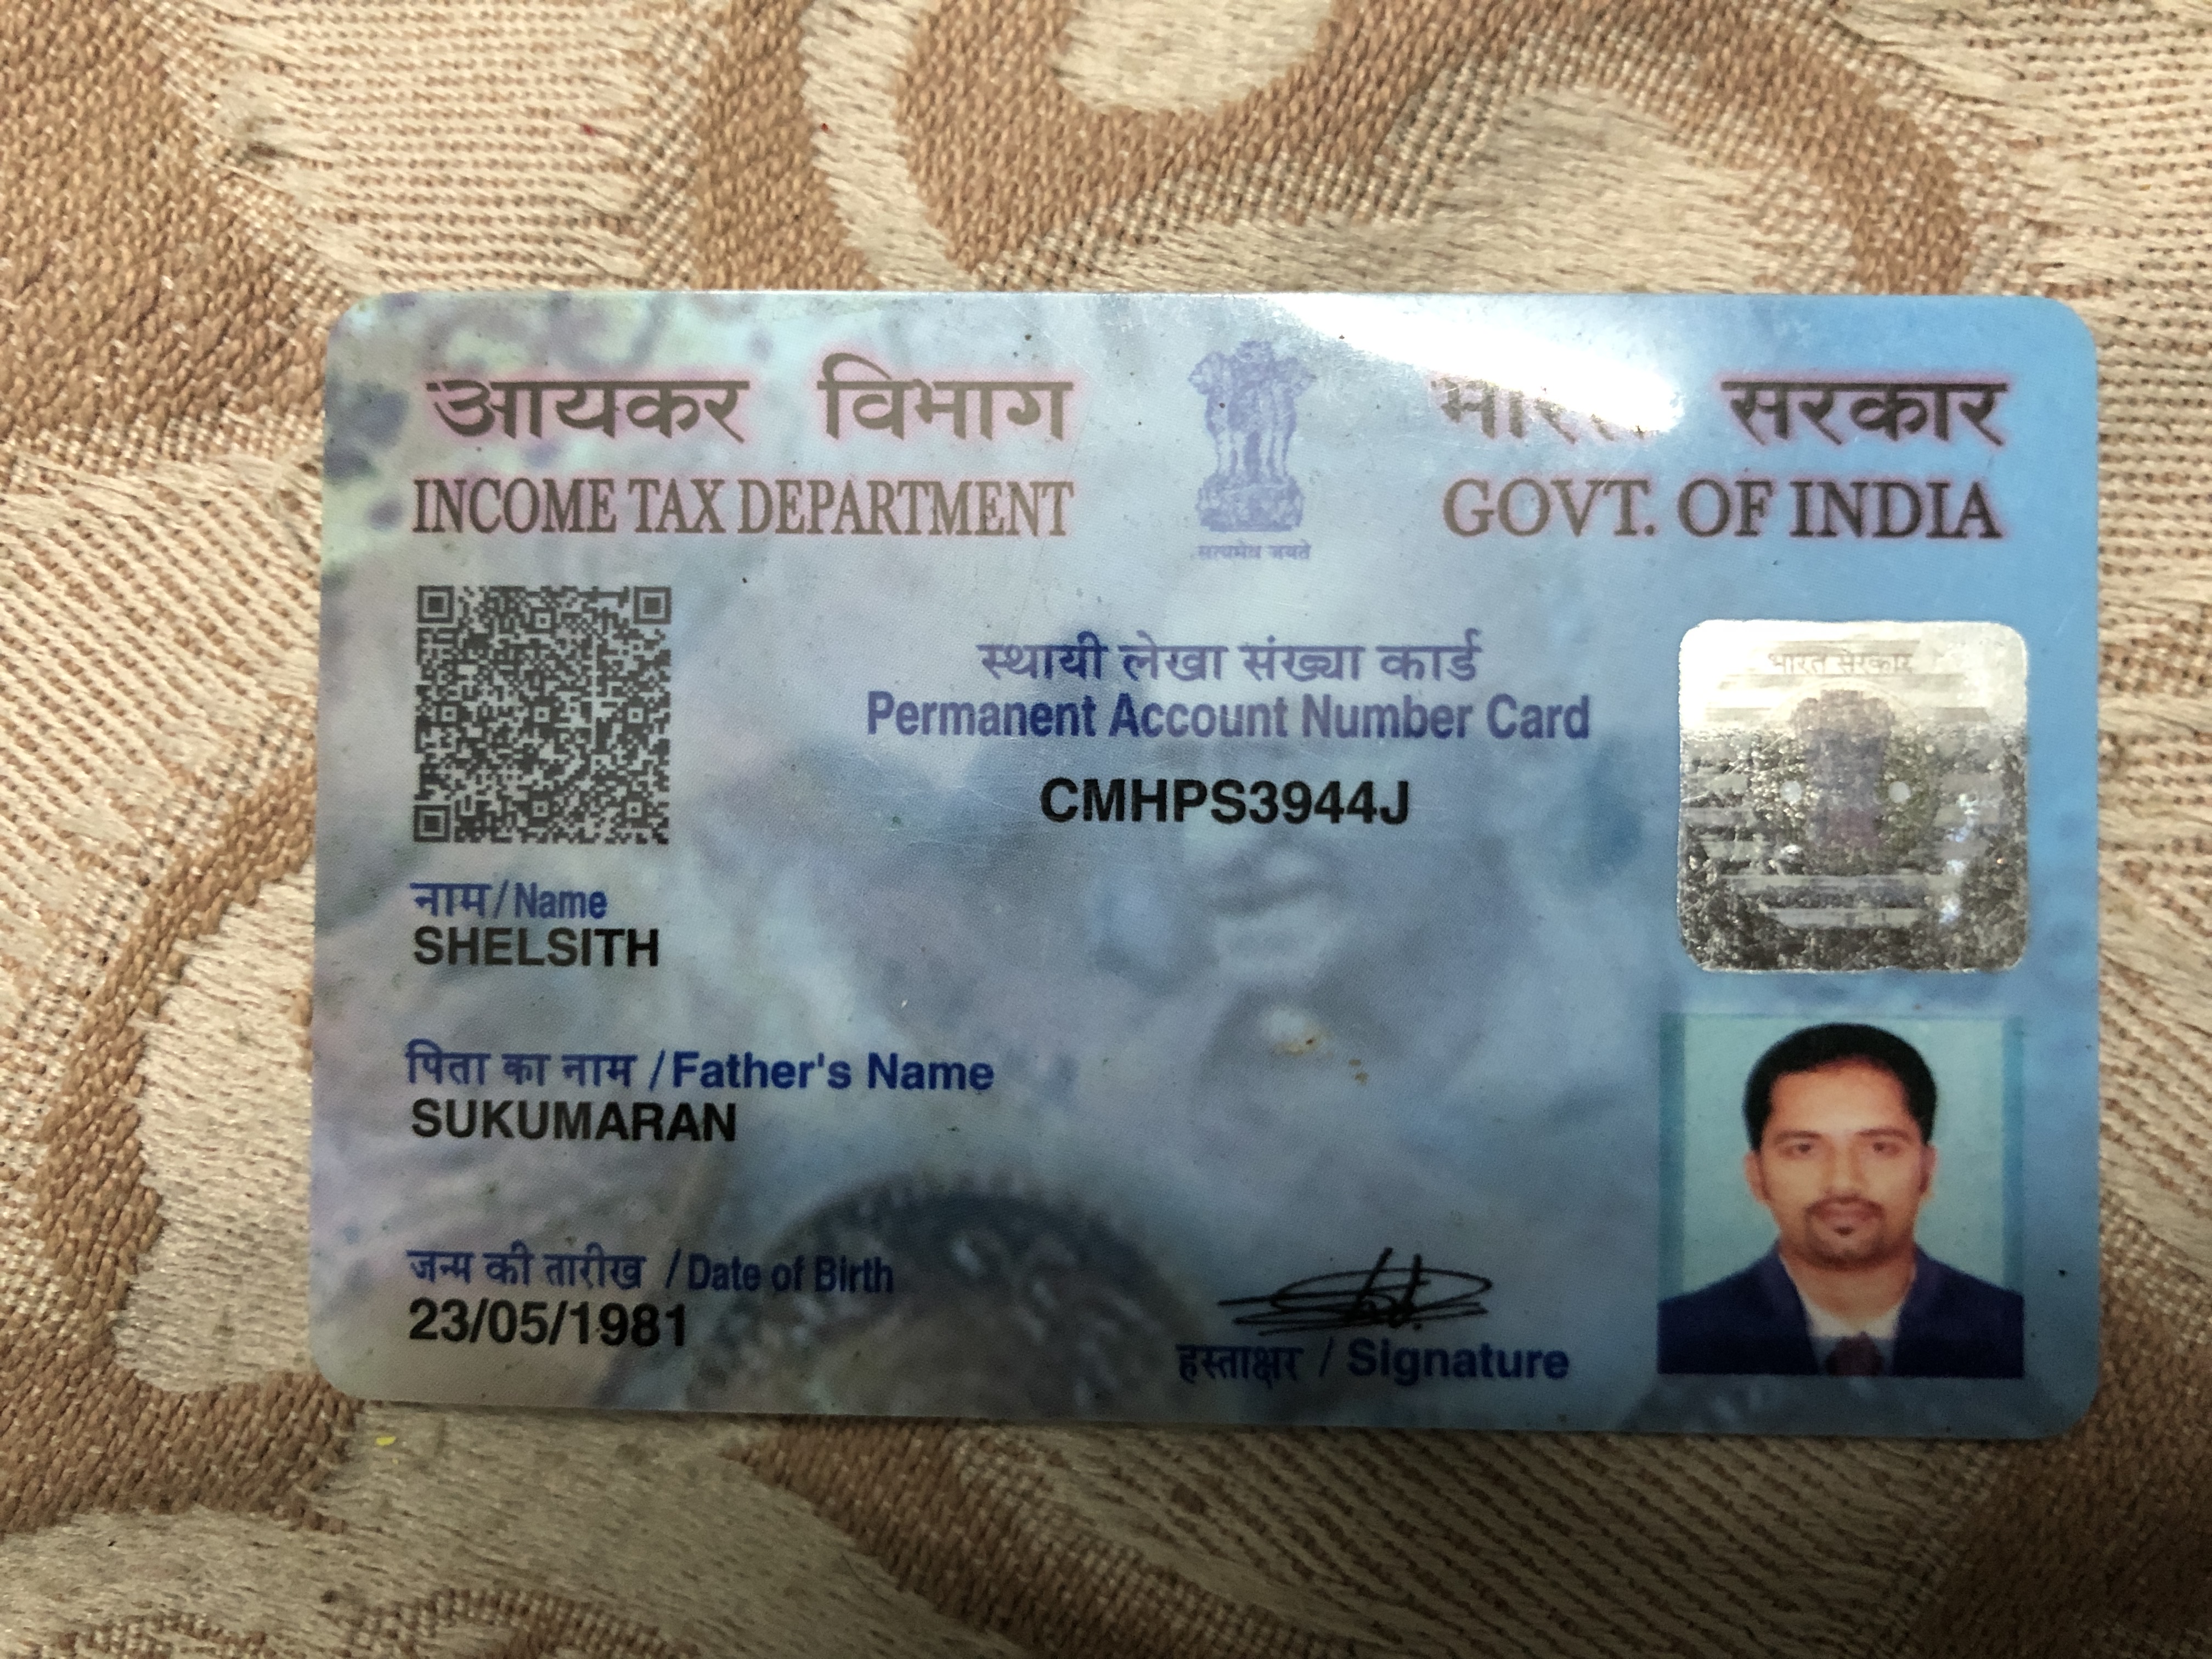 आयकर विभाग
INCOME TAX DEPARTMENT
सत्यमेव जयते
भारत सरकार
GOVT. OF INDIA
स्थायी लेखा संख्या कार्ड
Permanent Account Number Card
CMHPS3944J
नाम / Name
SHELSITH
पिता का नाम / Father's Name
SUKUMARAN
जन्म की तारीख / Date of Birth
23/05/1981
हस्ताक्षर / Signature
भारत सरकार